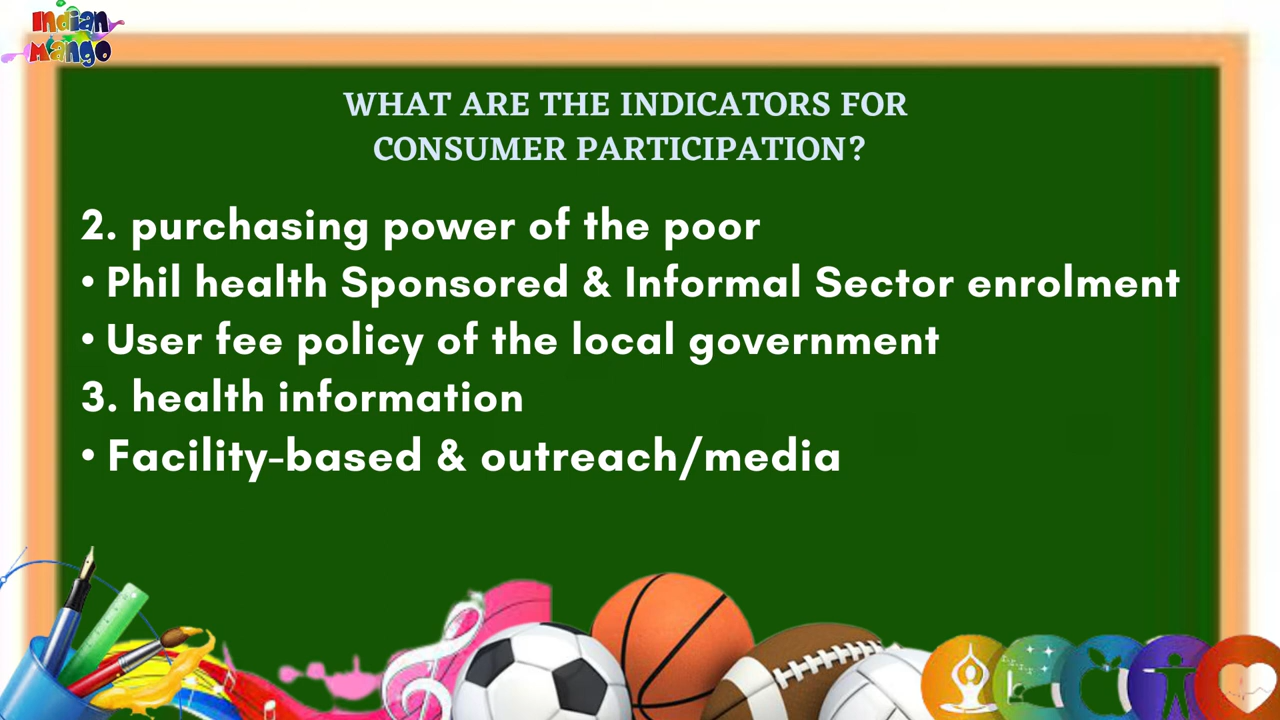 Indian
Mango
WHAT ARE THE INDICATORS FOR
CONSUMER PARTICIPATION?
2. purchasing power of the poor
• Phil health Sponsored & Informal Sector enrolment
• User fee policy of the local government
3. health information
• Facility-based & outreach/media